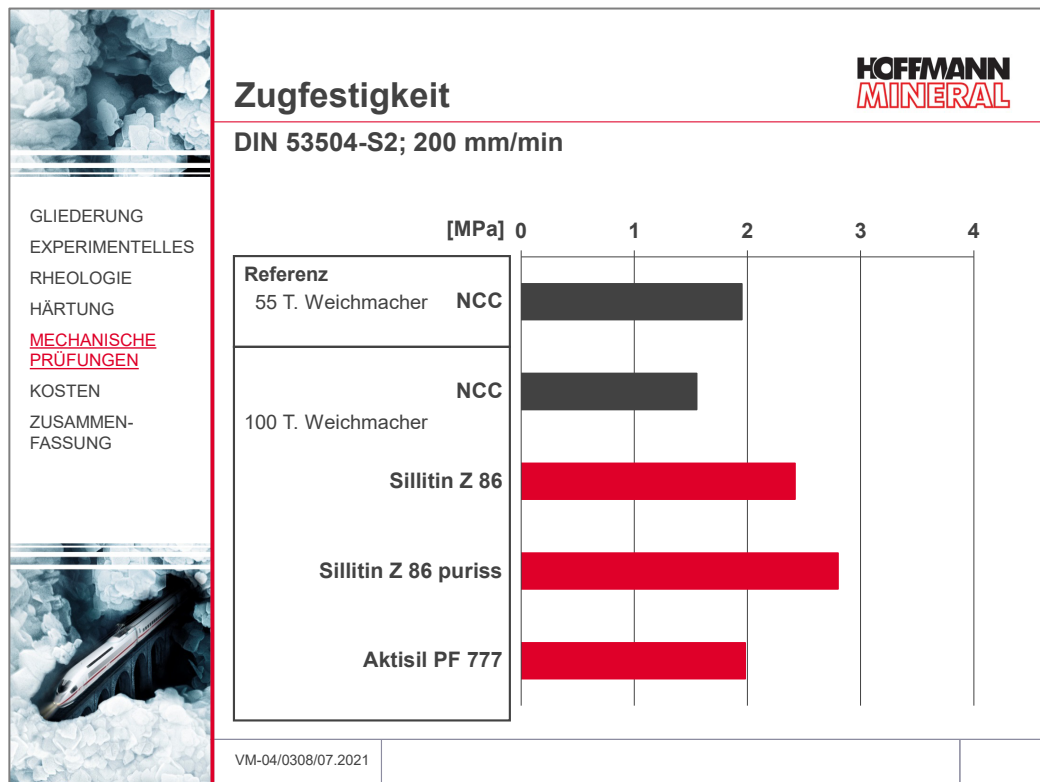 HOFFMANN
MINERAL
Zugfestigkeit
DIN 53504-S2; 200 mm/min
GLIEDERUNG
EXPERIMENTELLES
RHEOLOGIE
HÄRTUNG
MECHANISCHE
PRÜFUNGEN
KOSTEN
ZUSAMMEN-
FASSUNG
[MPa] 0 1 2 3 4
Referenz
55 T. Weichmacher NCC
NCC
100 T. Weichmacher
Sillitin Z 86
Sillitin Z 86 puriss
Aktisil PF 777
VM-04/0308/07.2021